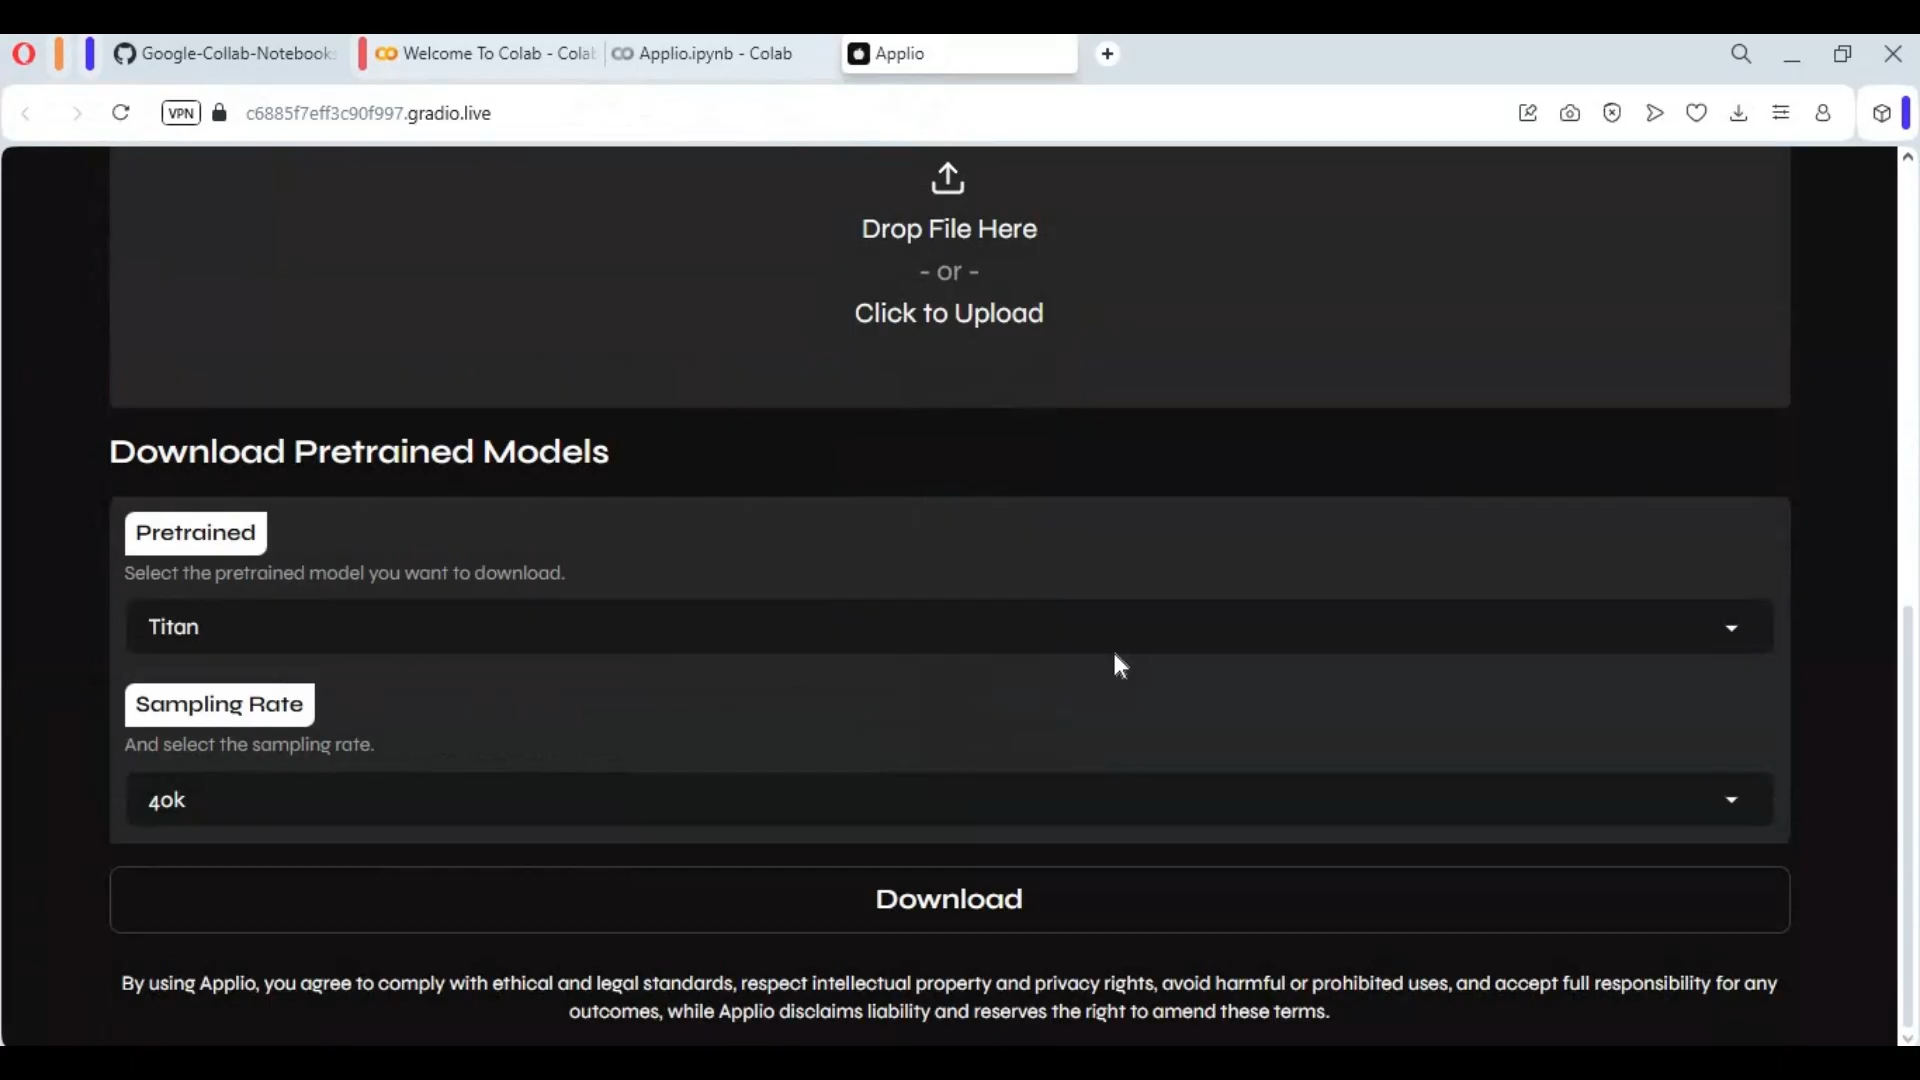 Google-Collab-Notebooks
Welcome To Colab - Colab
Applio.ipynb - Colab
Applio
VPN
c6885f7eff3c90f997.gradio.live
Drop File Here
- or -
Click to Upload
Download Pretrained Models
Pretrained
Select the pretrained model you want to download.
Titan
Sampling Rate
And select the sampling rate.
40k
Download
By using Applio, you agree to comply with ethical and legal standards, respect intellectual property and privacy rights, avoid harmful or prohibited uses, and accept full responsibility for any
outcomes, while Applio disclaims liability and reserves the right to amend these terms.